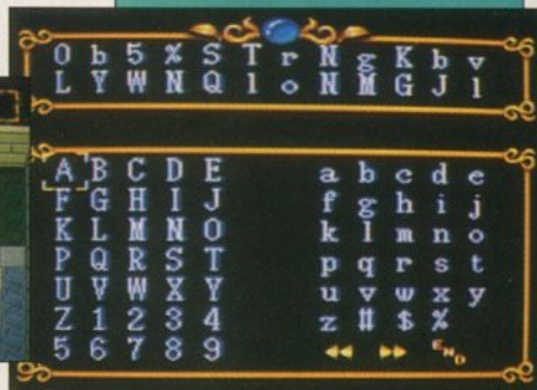 O b 5 % S T r N g K b v
L Y W N Q l o N M G J l
A B C D E a b c d e
F G H I J f g h i j
K L M N O k l m n o
P Q R S T p q r s t
U V W X Y u v w x y
Z 1 2 3 4 z # $ %
5 6 7 8 9 END